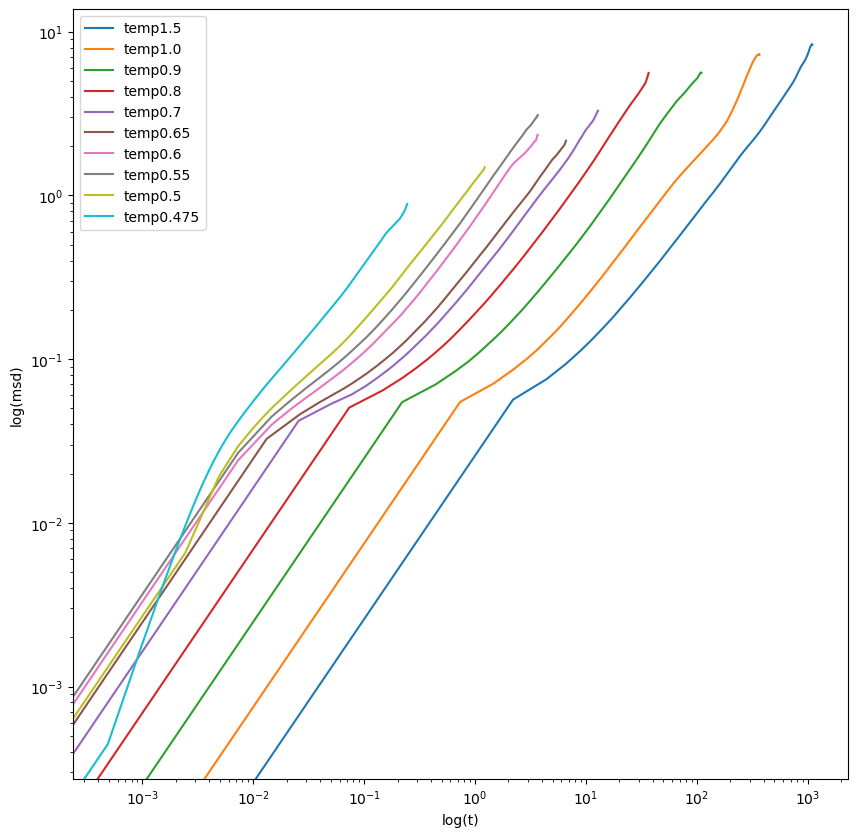 temp1.5
temp1.0
temp0.9
temp0.8
temp0.7
temp0.65
temp0.6
temp0.55
temp0.5
temp0.475
10¹
10⁰
10⁻¹
10⁻²
10⁻³
log(msd)
10⁻³ 10⁻² 10⁻¹ 10⁰ 10¹ 10² 10³
log(t)